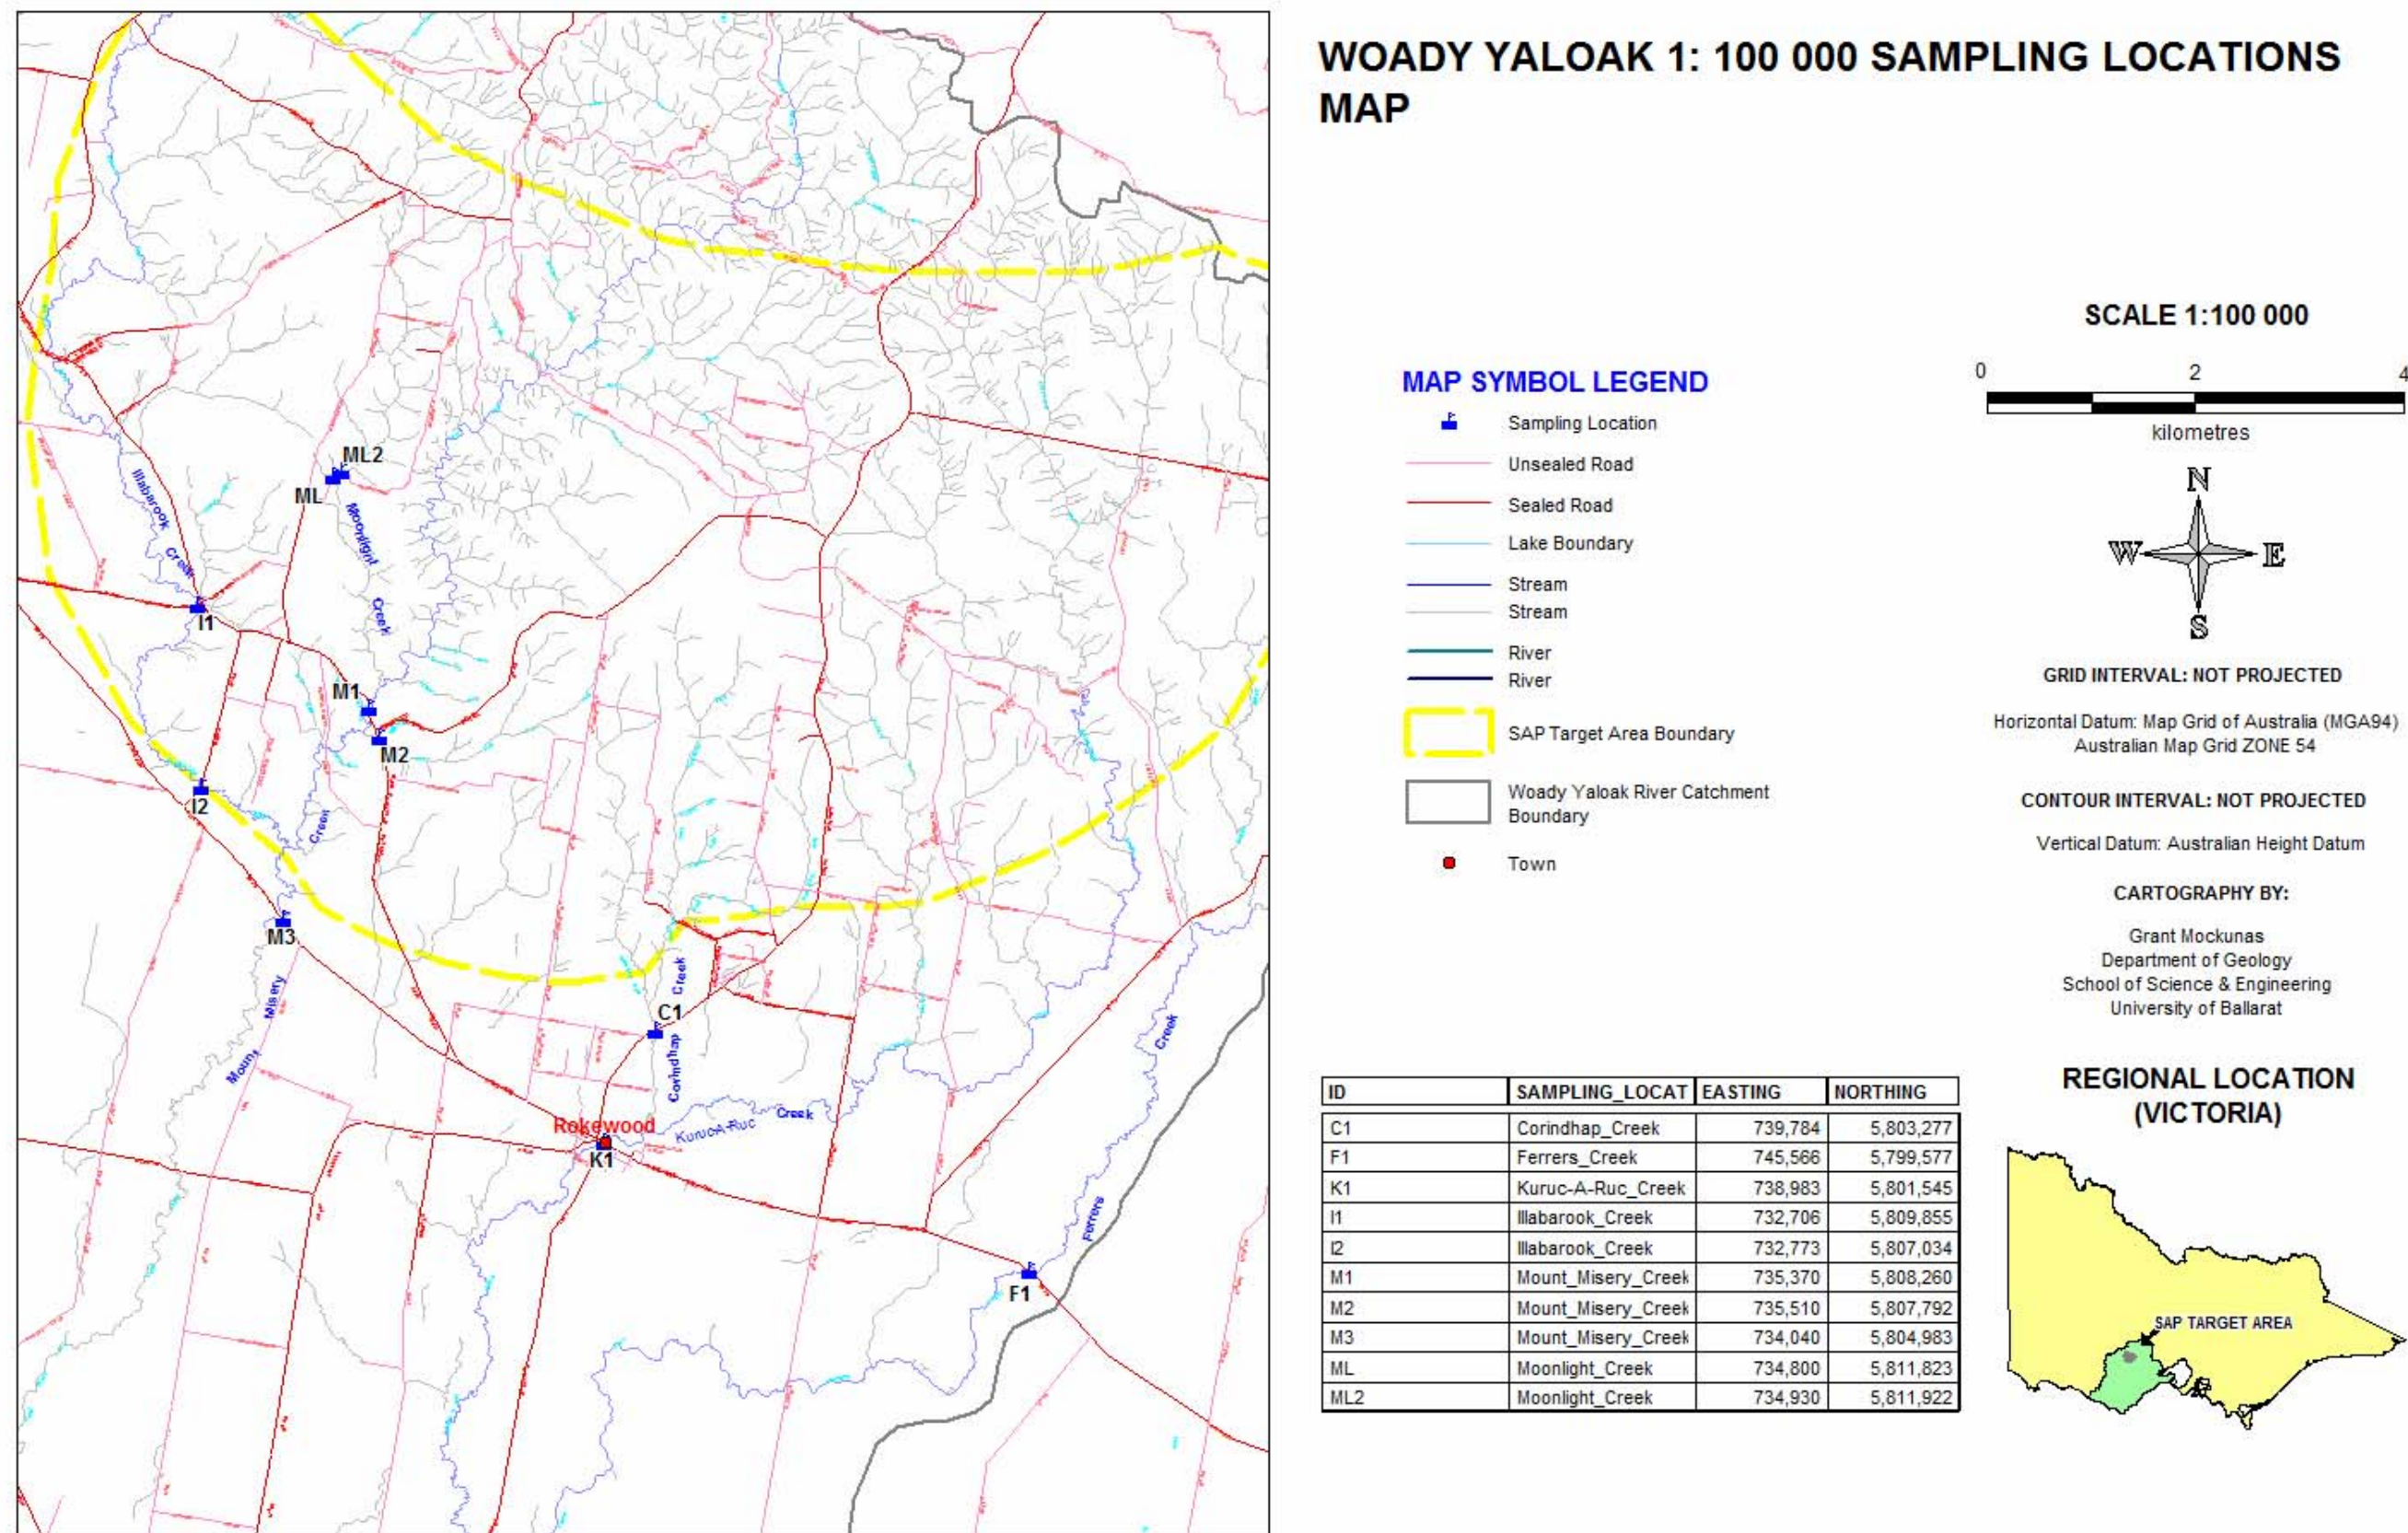 WOADY YALOAK 1: 100 000 SAMPLING LOCATIONS
MAP
SCALE 1:100 000
0 2 4
kilometres
N
W E
S
MAP SYMBOL LEGEND
Sampling Location
Unsealed Road
Sealed Road
Lake Boundary
Stream
Stream
River
River
SAP Target Area Boundary
Woady Yaloak River Catchment
Boundary
Town
GRID INTERVAL: NOT PROJECTED
Horizontal Datum: Map Grid of Australia (MGA94)
Australian Map Grid ZONE 54
CONTOUR INTERVAL: NOT PROJECTED
Vertical Datum: Australian Height Datum
CARTOGRAPHY BY:
Grant Mockunas
Department of Geology
School of Science & Engineering
University of Ballarat
REGIONAL LOCATION
(VICTORIA)
SAP TARGET AREA
ID SAMPLING_LOCAT EASTING NORTHING
C1 Corindhap_Creek 739,784 5,803,277
F1 Ferrers_Creek 745,566 5,799,577
K1 Kuruc-A-Ruc_Creek 738,983 5,801,545
I1 Illabarook_Creek 732,706 5,809,855
I2 Illabarook_Creek 732,773 5,807,034
M1 Mount_Misery_Creek 735,370 5,808,260
M2 Mount_Misery_Creek 735,510 5,807,792
M3 Mount_Misery_Creek 734,040 5,804,983
ML Moonlight_Creek 734,800 5,811,823
ML2 Moonlight_Creek 734,930 5,811,922
ML2
ML
Illabarook
Creek
Moonlight
Creek
I1
M1
M2
I2
Creek
M3
Misery
Mount
Creek
C1
Corindhap
Rokewood
K1
Kuruc-A-Ruc
Creek
Creek
Ferrers
F1